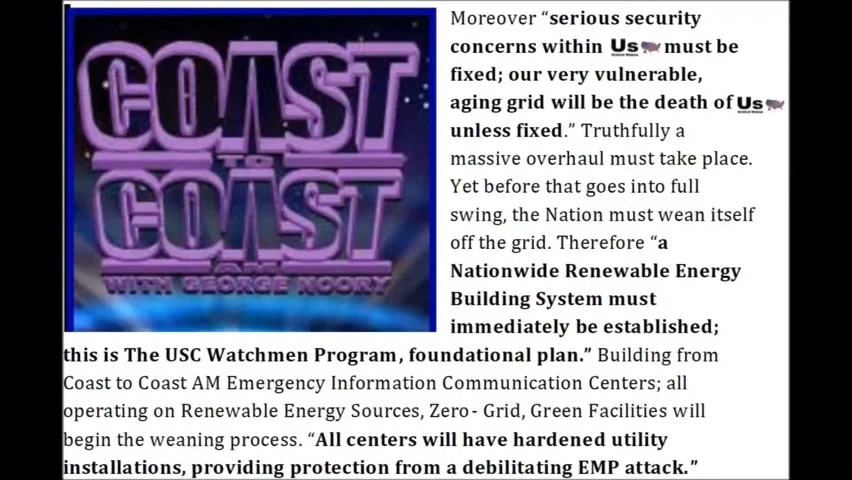 COAST
TO
COAST
AM
WITH GEORGE NOORY
Moreover “serious security
concerns within Us United States must be
fixed; our very vulnerable,
aging grid will be the death of Us United States
unless fixed.” Truthfully a
massive overhaul must take place.
Yet before that goes into full
swing, the Nation must wean itself
off the grid. Therefore “a
Nationwide Renewable Energy
Building System must
immediately be established;
this is The USC Watchmen Program, foundational plan.” Building from
Coast to Coast AM Emergency Information Communication Centers; all
operating on Renewable Energy Sources, Zero- Grid, Green Facilities will
begin the weaning process. “All centers will have hardened utility
installations, providing protection from a debilitating EMP attack.”